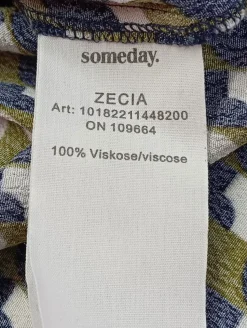 someday.
ZECIA
Art: 10182211448200
ON 109664
100% Viskose/viscose